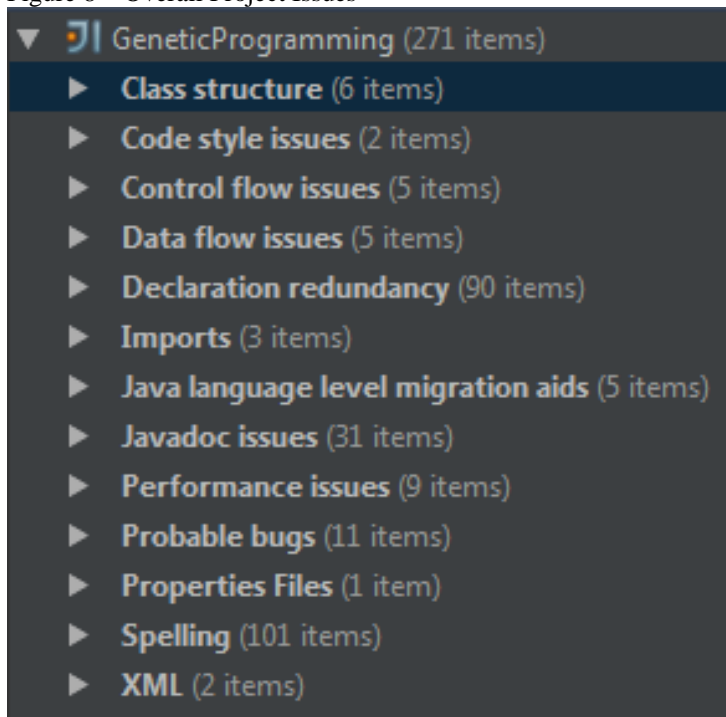 GeneticProgramming (271 items)
Class structure (6 items)
Code style issues (2 items)
Control flow issues (5 items)
Data flow issues (5 items)
Declaration redundancy (90 items)
Imports (3 items)
Java language level migration aids (5 items)
Javadoc issues (31 items)
Performance issues (9 items)
Probable bugs (11 items)
Properties Files (1 item)
Spelling (101 items)
XML (2 items)